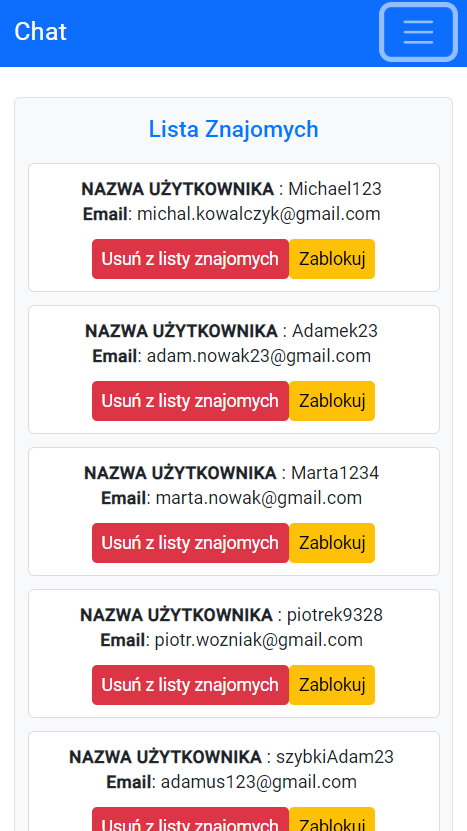 Chat
Lista Znajomych
NAZWA UŻYTKOWNIKA : Michael123
Email: michal.kowalczyk@gmail.com
Usuń z listy znajomych Zablokuj
NAZWA UŻYTKOWNIKA : Adamek23
Email: adam.nowak23@gmail.com
Usuń z listy znajomych Zablokuj
NAZWA UŻYTKOWNIKA : Marta1234
Email: marta.nowak@gmail.com
Usuń z listy znajomych Zablokuj
NAZWA UŻYTKOWNIKA : piotrek9328
Email: piotr.wozniak@gmail.com
Usuń z listy znajomych Zablokuj
NAZWA UŻYTKOWNIKA : szybkiAdam23
Email: adamus123@gmail.com
Usuń z listy znajomych Zablokuj